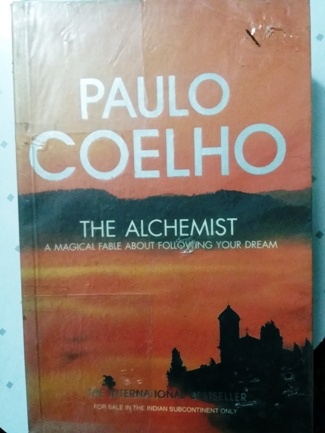 PAULO
COELHO
THE ALCHEMIST
A MAGICAL FABLE ABOUT FOLLOWING YOUR DREAM
THE INTERNATIONAL BESTSELLER
FOR SALE IN THE INDIAN SUBCONTINENT ONLY